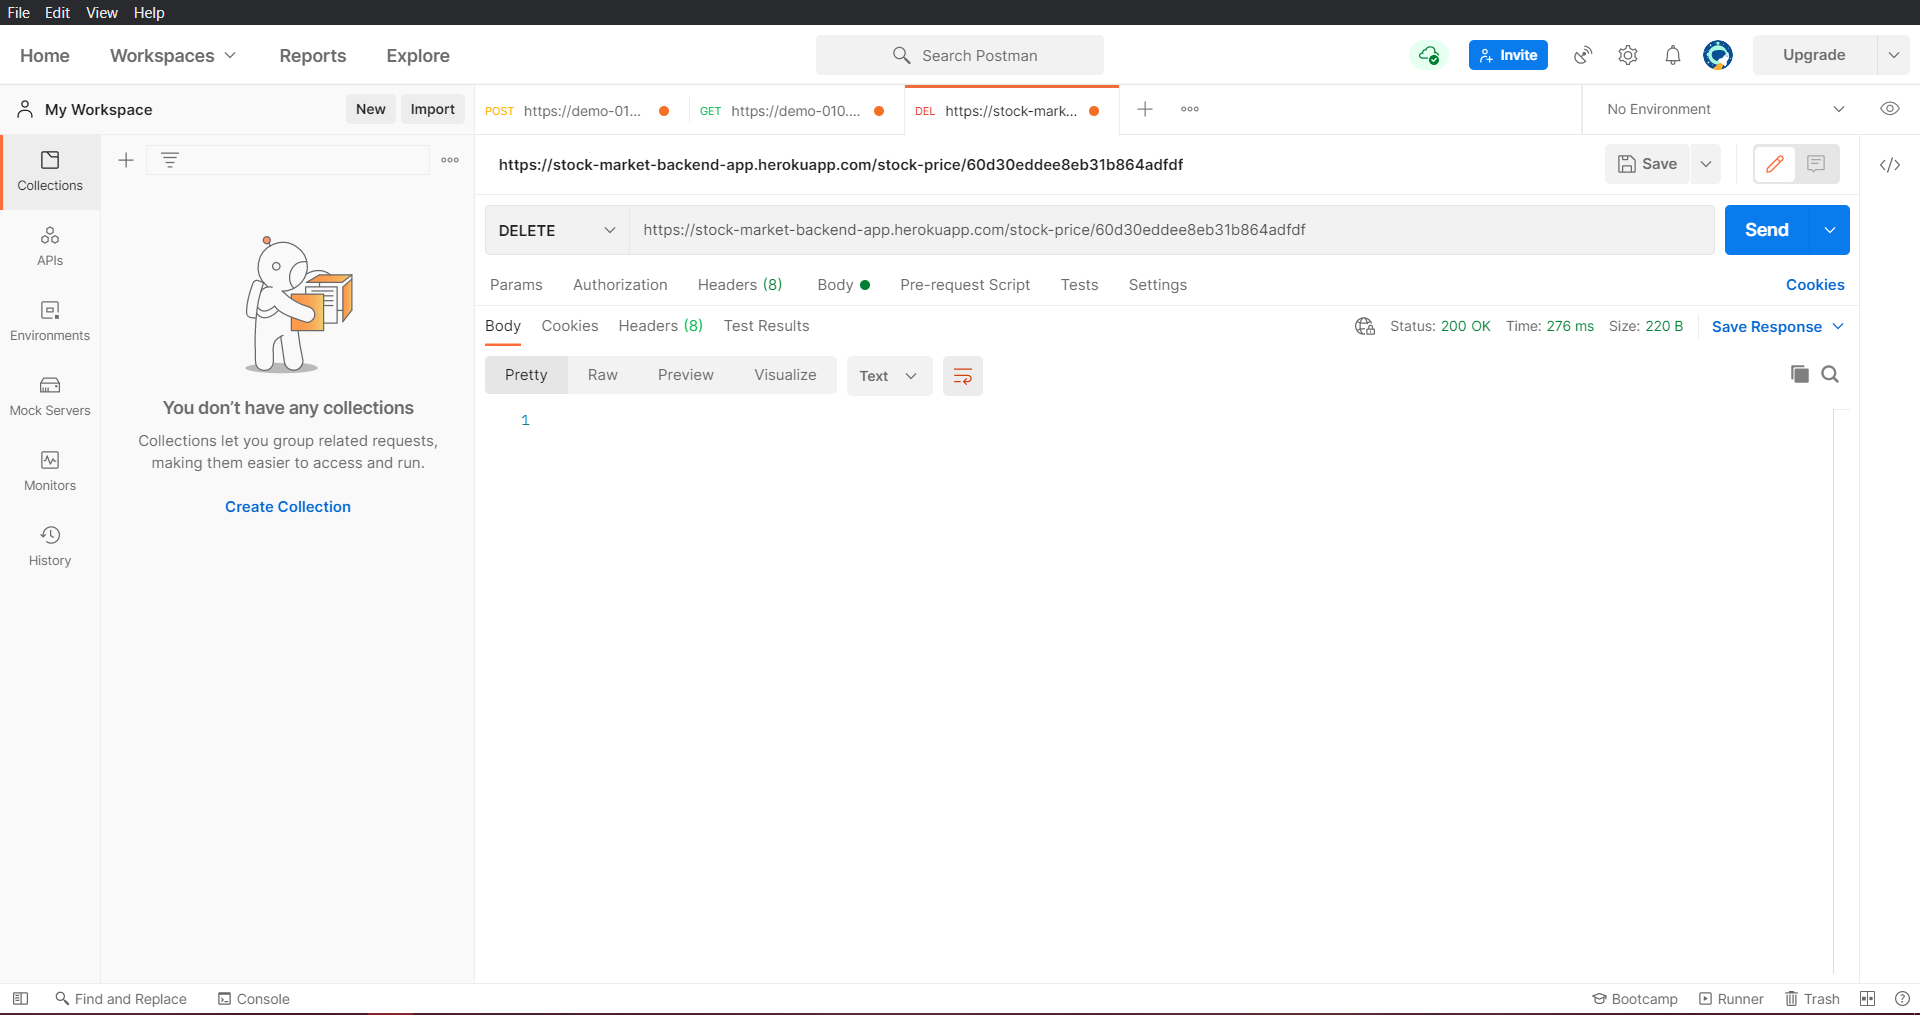 File Edit View Help
Home Workspaces Reports Explore Search Postman Invite Upgrade
My Workspace New Import POST https://demo-01... GET https://demo-010.... DEL https://stock-mark... No Environment
Collections
APIs
Environments
Mock Servers
Monitors
History
You don’t have any collections
Collections let you group related requests,
making them easier to access and run.
Create Collection
https://stock-market-backend-app.herokuapp.com/stock-price/60d30eddee8eb31b864adfdf Save
DELETE https://stock-market-backend-app.herokuapp.com/stock-price/60d30eddee8eb31b864adfdf Send
Params Authorization Headers (8) Body Pre-request Script Tests Settings Cookies
Body Cookies Headers (8) Test Results Status: 200 OK Time: 276 ms Size: 220 B Save Response
Pretty Raw Preview Visualize Text
1
Find and Replace Console Bootcamp Runner Trash